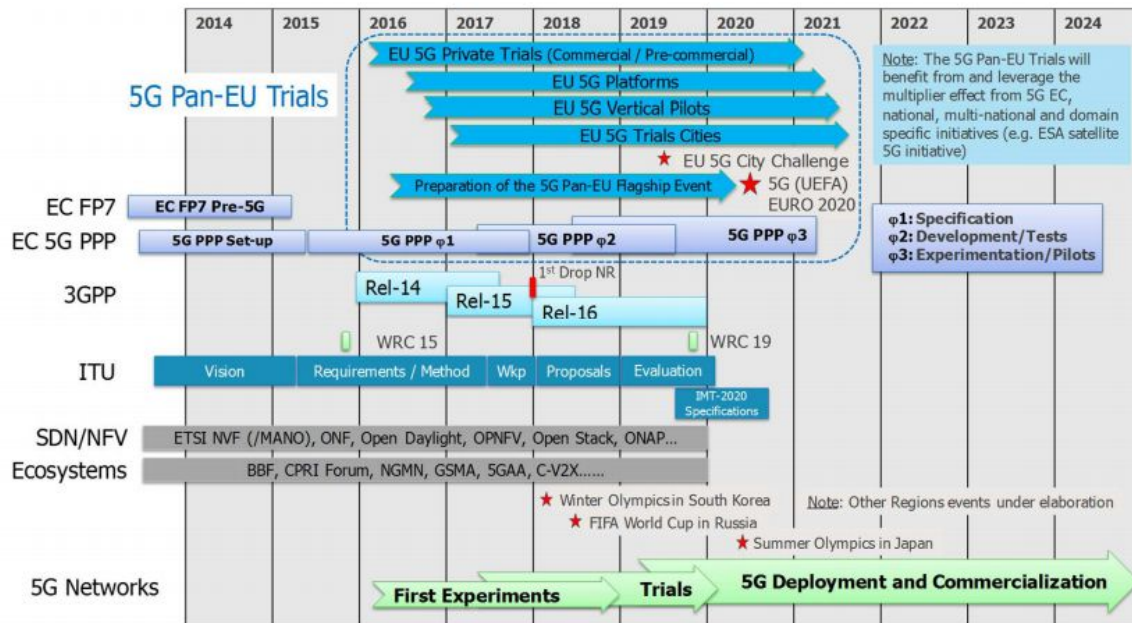 2014 2015 2016 2017 2018 2019 2020 2021 2022 2023 2024
5G Pan-EU Trials
EU 5G Private Trials (Commercial / Pre-commercial)
EU 5G Platforms
EU 5G Vertical Pilots
EU 5G Trials Cities
EU 5G City Challenge
Preparation of the 5G Pan-EU Flagship Event
5G (UEFA)
EURO 2020
Note: The 5G Pan-EU Trials will
benefit from and leverage the
multiplier effect from 5G EC,
national, multi-national and domain
specific initiatives (e.g. ESA satellite
5G initiative)
EC FP7
EC FP7 Pre-5G
EC 5G PPP
5G PPP Set-up
5G PPP φ1
5G PPP φ2
5G PPP φ3
φ1: Specification
φ2: Development/Tests
φ3: Experimentation/Pilots
3GPP
Rel-14
Rel-15
1st Drop NR
Rel-16
WRC 15
WRC 19
ITU
Vision
Requirements / Method
Wkp
Proposals
Evaluation
IMT-2020
Specifications
SDN/NFV
ETSI NVF (/MANO), ONF, Open Daylight, OPNFV, Open Stack, ONAP...
Ecosystems
BBF, CPRI Forum, NGMN, GSMA, 5GAA, C-V2X......
Winter Olympics in South Korea
Note: Other Regions events under elaboration
FIFA World Cup in Russia
Summer Olympics in Japan
5G Networks
First Experiments
Trials
5G Deployment and Commercialization